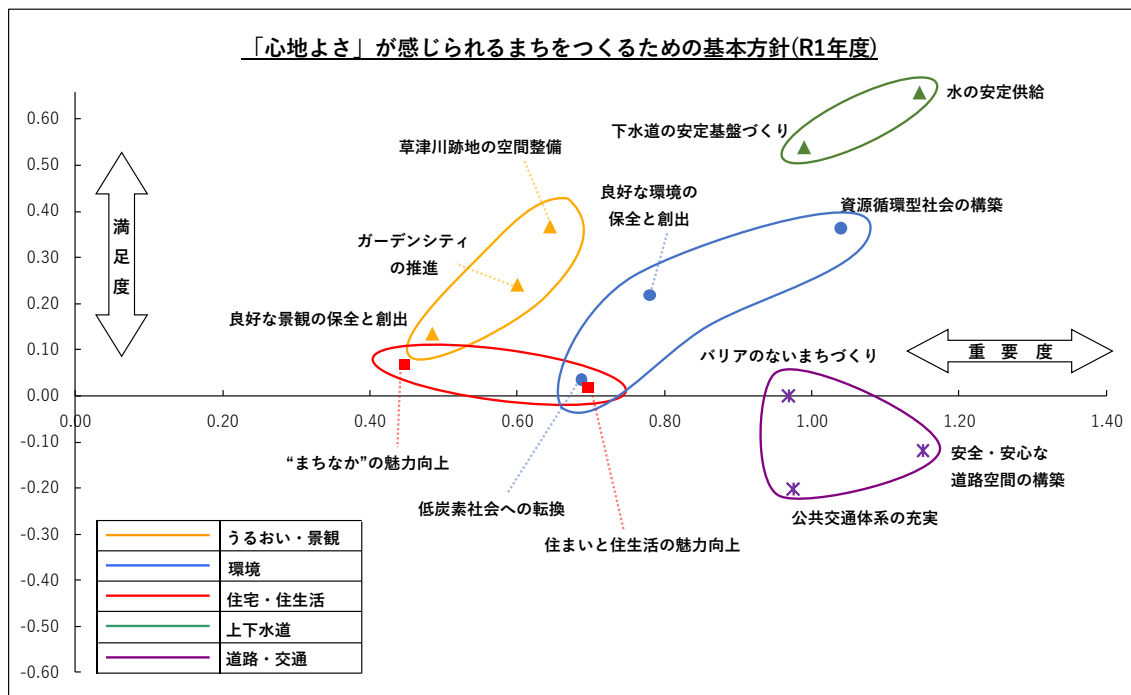 「心地よさ」が感じられるまちをつくるための基本方針(R1年度)
水の安定供給
下水道の安定基盤づくり
草津川跡地の空間整備
良好な環境の
保全と創出
資源循環型社会の構築
ガーデンシティ
の推進
良好な景観の保全と創出
満足度
重要度
バリアのないまちづくり
安全・安心な
道路空間の構築
公共交通体系の充実
“まちなか”の魅力向上
低炭素社会への転換
住まいと住生活の魅力向上
0.60
0.50
0.40
0.30
0.20
0.10
0.00
-0.10
-0.20
-0.30
-0.40
-0.50
-0.60
0.00
0.20
0.40
0.60
0.80
1.00
1.20
1.40
うるおい・景観
環境
住宅・住生活
上下水道
道路・交通